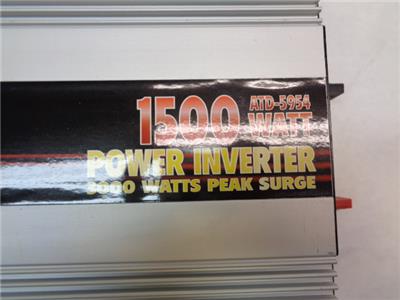 1500 ATD-5954
WATT
POWER INVERTER
3000 WATTS PEAK SURGE